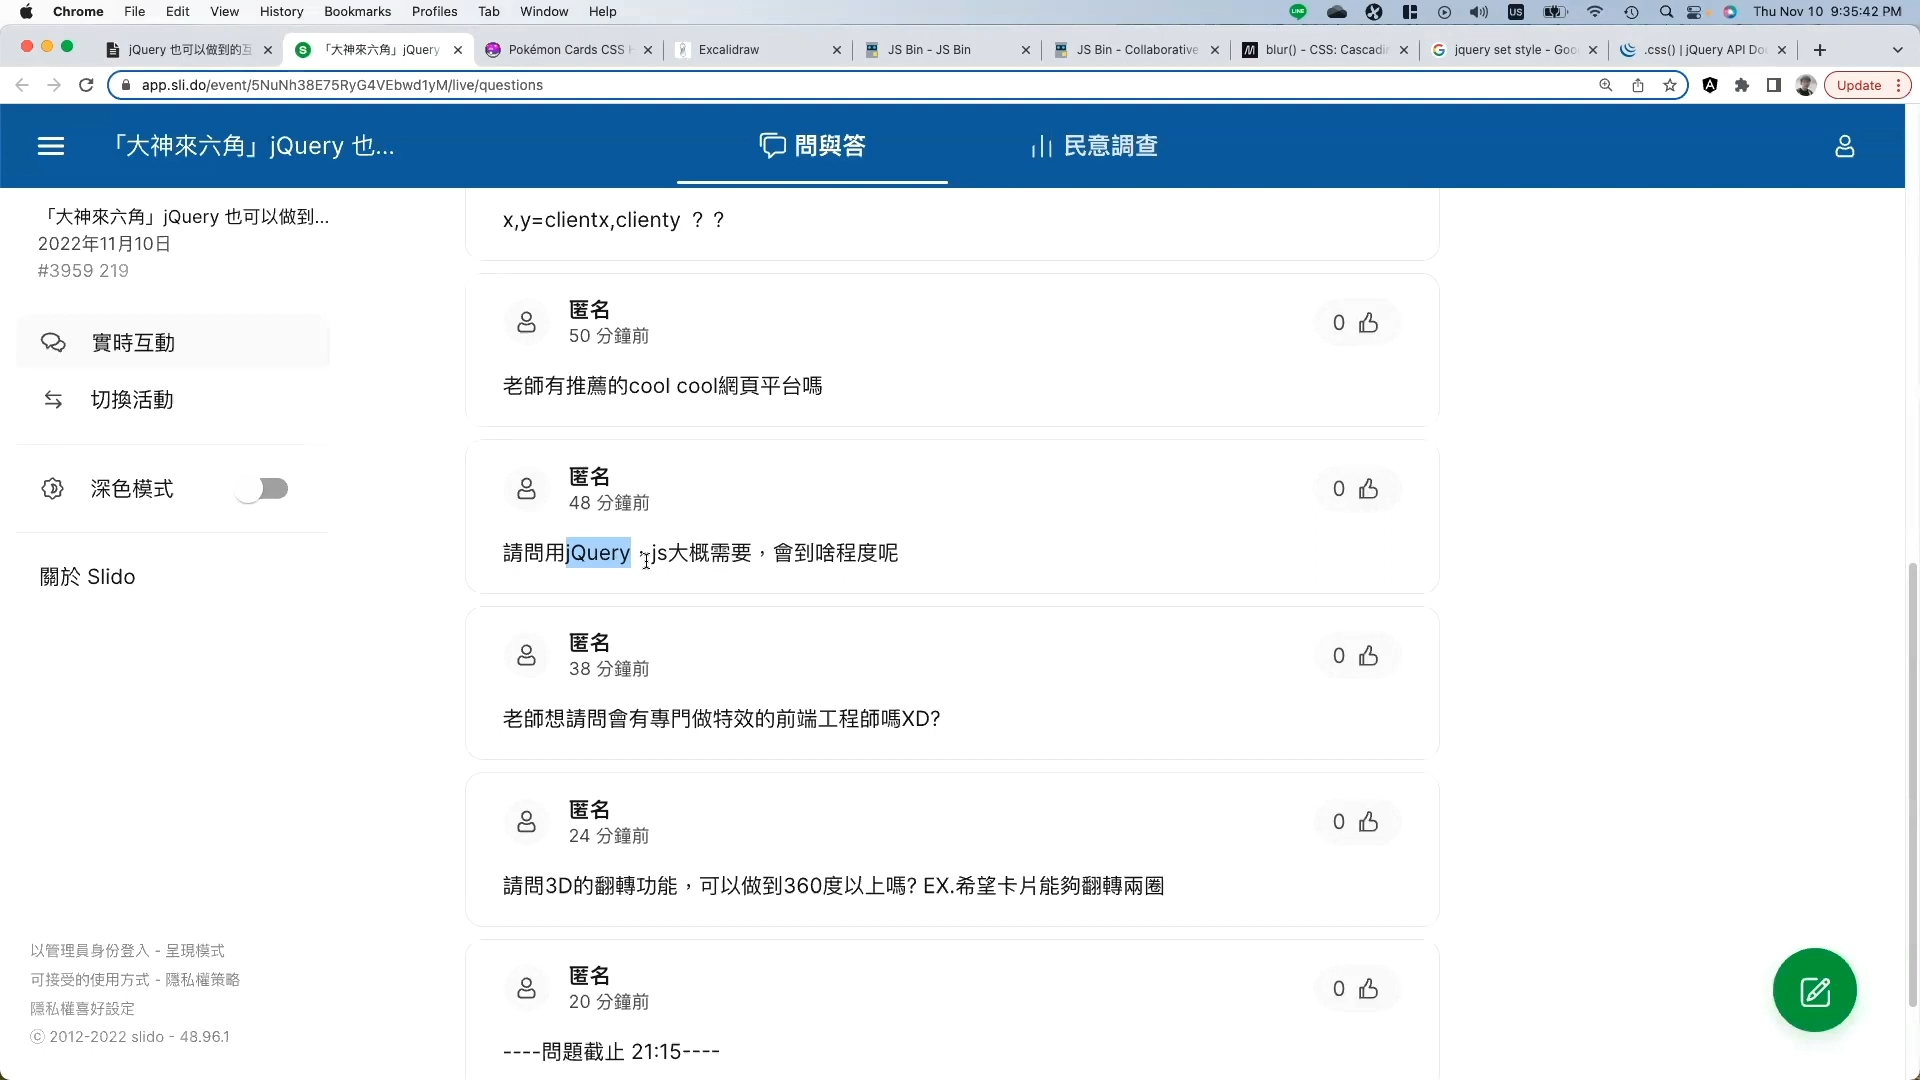 Chrome File Edit View History Bookmarks Profiles Tab Window Help
US
Thu Nov 10 9:35:42 PM
jQuery 也可以做到的互
「大神來六角」jQuery
Pokémon Cards CSS H
Excalidraw
JS Bin - JS Bin
JS Bin - Collaborative
blur() - CSS: Cascadin
jquery set style - Goo
.css() | jQuery API Do
app.sli.do/event/5NuNh38E75RyG4VEbwd1yM/live/questions
Update
「大神來六角」jQuery 也...
問與答
民意調查
「大神來六角」jQuery 也可以做到...
2022年11月10日
#3959 219
實時互動
切換活動
深色模式
關於 Slido
以管理員身份登入 - 呈現模式
可接受的使用方式 - 隱私權策略
隱私權喜好設定
© 2012-2022 slido - 48.96.1
x,y=clientx,clienty ？？
匿名
50 分鐘前
0
老師有推薦的cool cool網頁平台嗎
匿名
48 分鐘前
0
請問用jQuery，js大概需要，會到啥程度呢
匿名
38 分鐘前
0
老師想請問會有專門做特效的前端工程師嗎XD?
匿名
24 分鐘前
0
請問3D的翻轉功能，可以做到360度以上嗎? EX.希望卡片能夠翻轉兩圈
匿名
20 分鐘前
0
----問題截止 21:15----